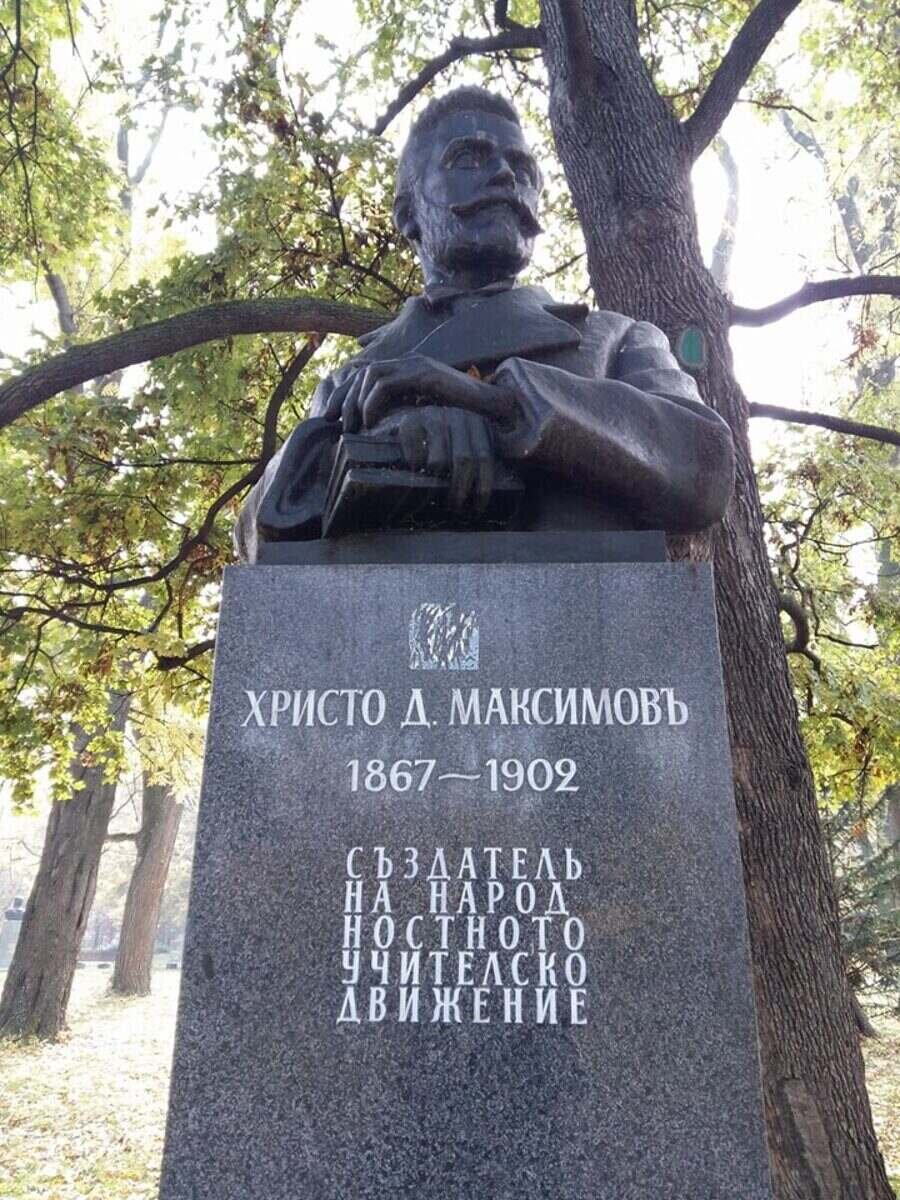 ХРИСТО Д. МАКСИМОВЪ
1867–1902
СЪЗДАТЕЛЬ
НА НАРОД
НОСТНОТО
УЧИТЕЛСКО
ДВИЖЕНИЕ